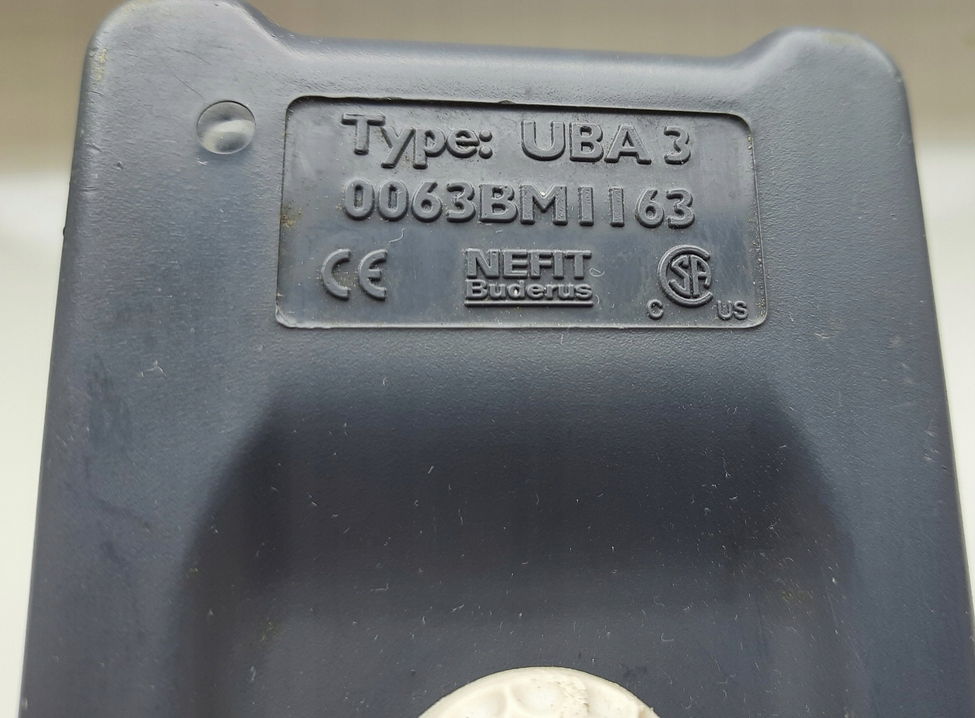 Type: UBA 3
0063BM1163
CE NEFIT SA
Buderus
C US